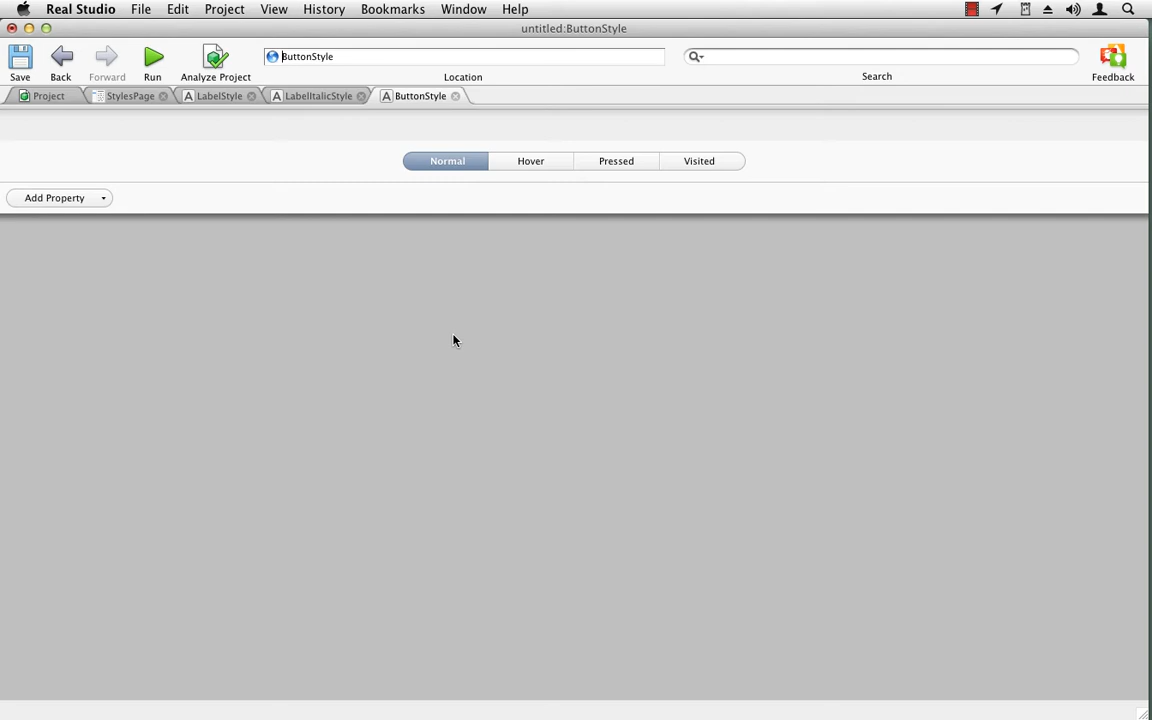 Real Studio File Edit Project View History Bookmarks Window Help
untitled:ButtonStyle
ButtonStyle
Save Back Forward Run Analyze Project Location Search Feedback
Project StylesPage LabelStyle LabelItalicStyle ButtonStyle
Normal Hover Pressed Visited
Add Property